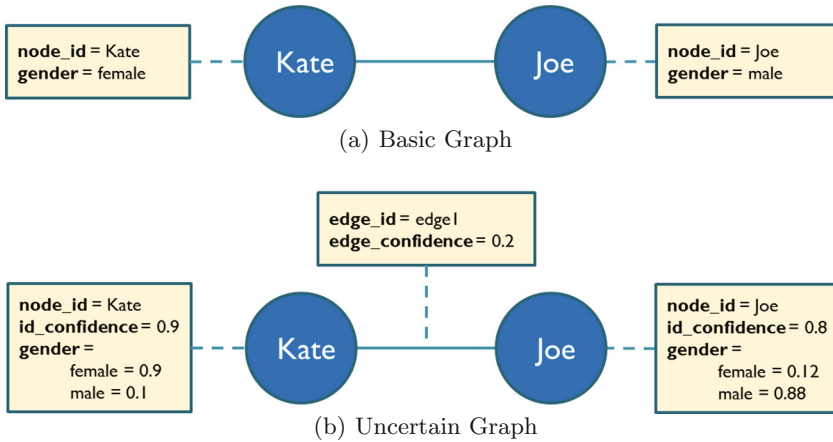 node_id = Kate
gender = female
Kate
Joe
node_id = Joe
gender = male
(a) Basic Graph
edge_id = edge1
edge_confidence = 0.2
node_id = Kate
id_confidence = 0.9
gender =
female = 0.9
male = 0.1
Kate
Joe
node_id = Joe
id_confidence = 0.8
gender =
female = 0.12
male = 0.88
(b) Uncertain Graph